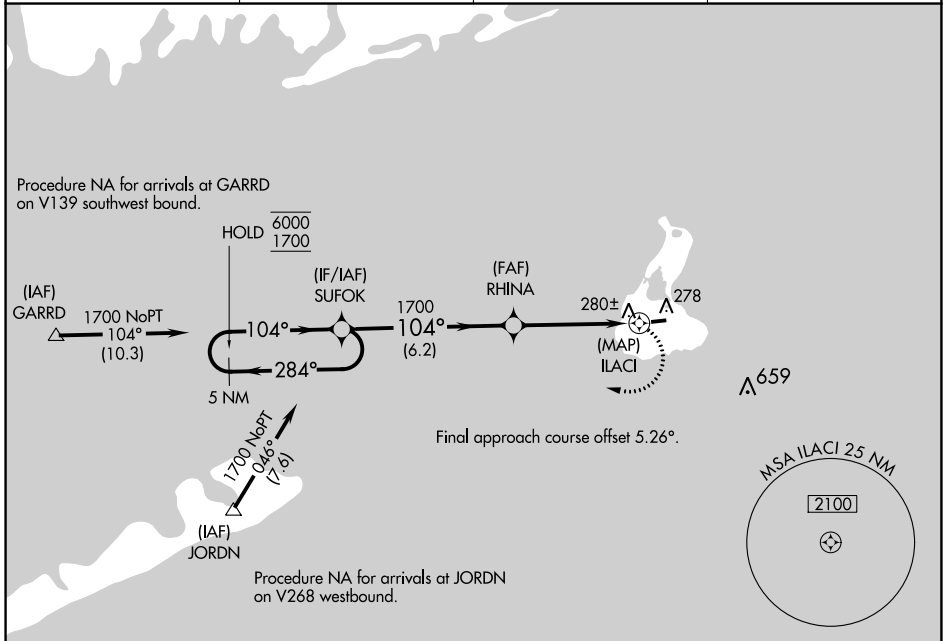 Procedure NA for arrivals at GARRD
on V139 southwest bound.
HOLD
6000
1700
(IF/IAF)
SUFOK
(FAF)
RHINA
(IAF)
GARRD
1700 NoPT
104°
(10.3)
104°
284°
5 NM
1700
104°
(6.2)
280±
278
(MAP)
ILACI
659
1700 NoPT
046°
(7.6)
(IAF)
JORDN
Final approach course offset 5.26°.
Procedure NA for arrivals at JORDN
on V268 westbound.
MSA ILACI 25 NM
2100